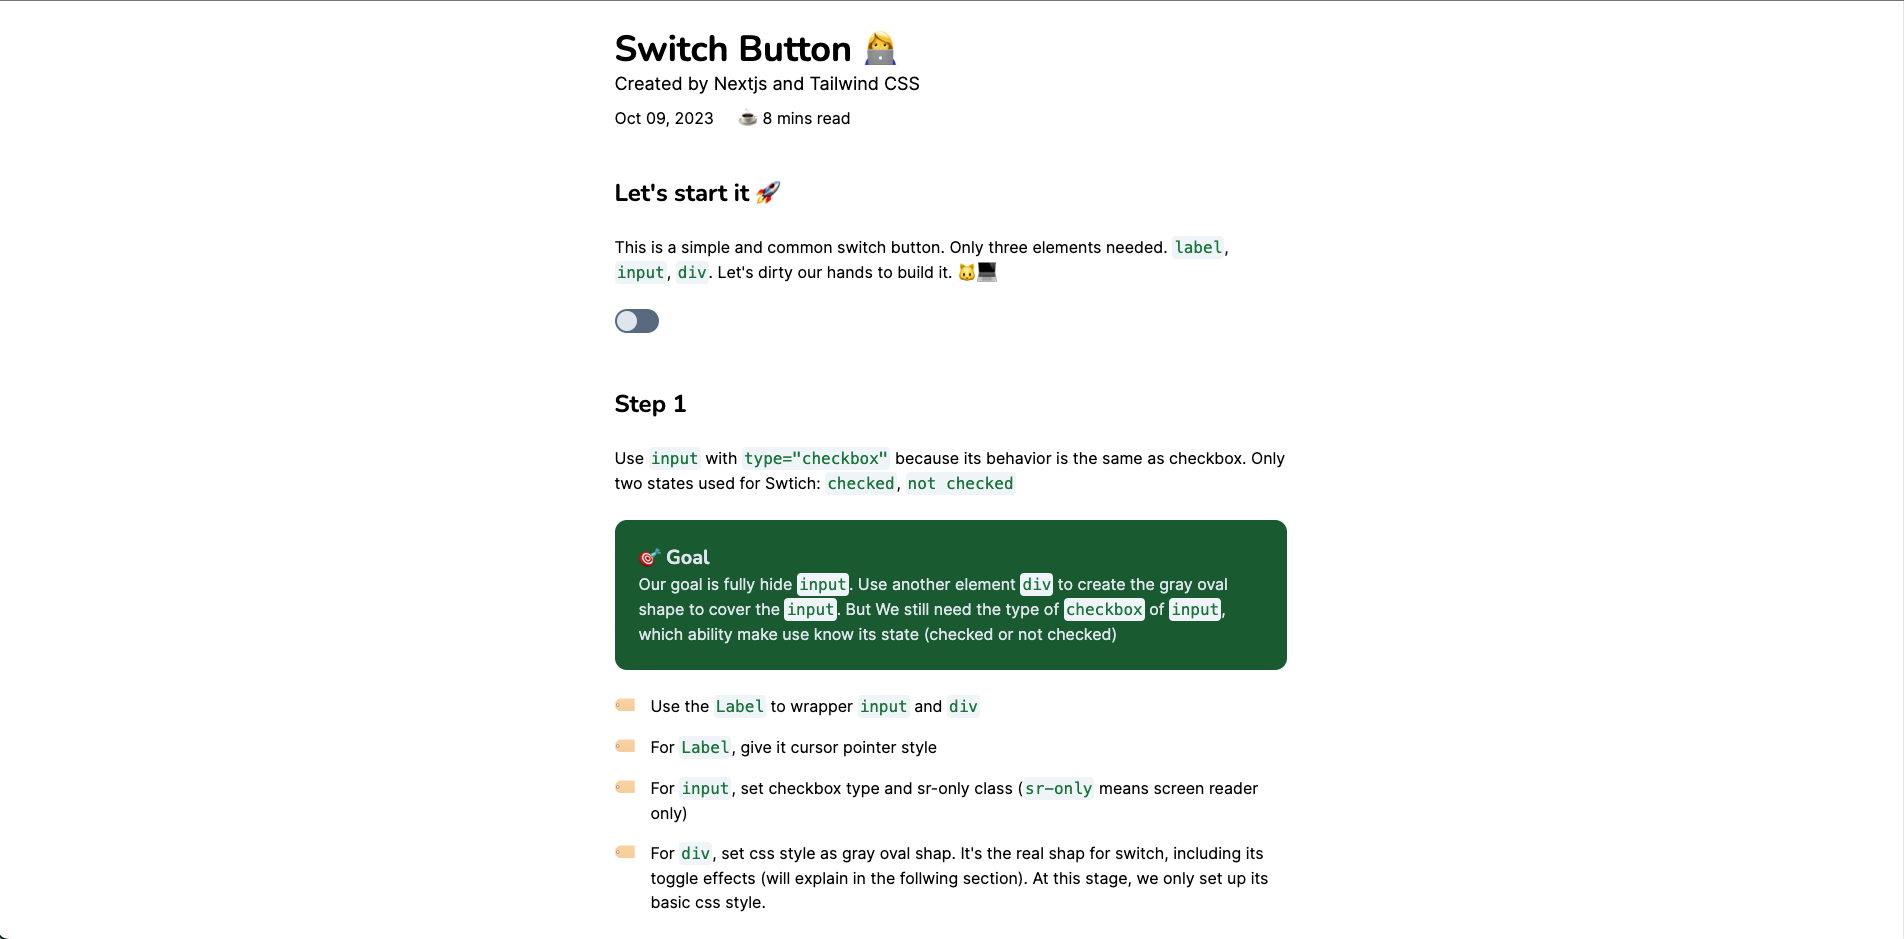 Switch Button 👩‍💻
Created by Nextjs and Tailwind CSS
Oct 09, 2023 ☕ 8 mins read
Let's start it 🚀
This is a simple and common switch button. Only three elements needed. label,
input, div. Let's dirty our hands to build it. 🐱💻
Step 1
Use input with type="checkbox" because its behavior is the same as checkbox. Only
two states used for Swtich: checked, not checked
🎯 Goal
Our goal is fully hide input. Use another element div to create the gray oval
shape to cover the input. But We still need the type of checkbox of input,
which ability make use know its state (checked or not checked)
Use the Label to wrapper input and div
For Label, give it cursor pointer style
For input, set checkbox type and sr-only class (sr-only means screen reader
only)
For div, set css style as gray oval shap. It's the real shap for switch, including its
toggle effects (will explain in the follwing section). At this stage, we only set up its
basic css style.